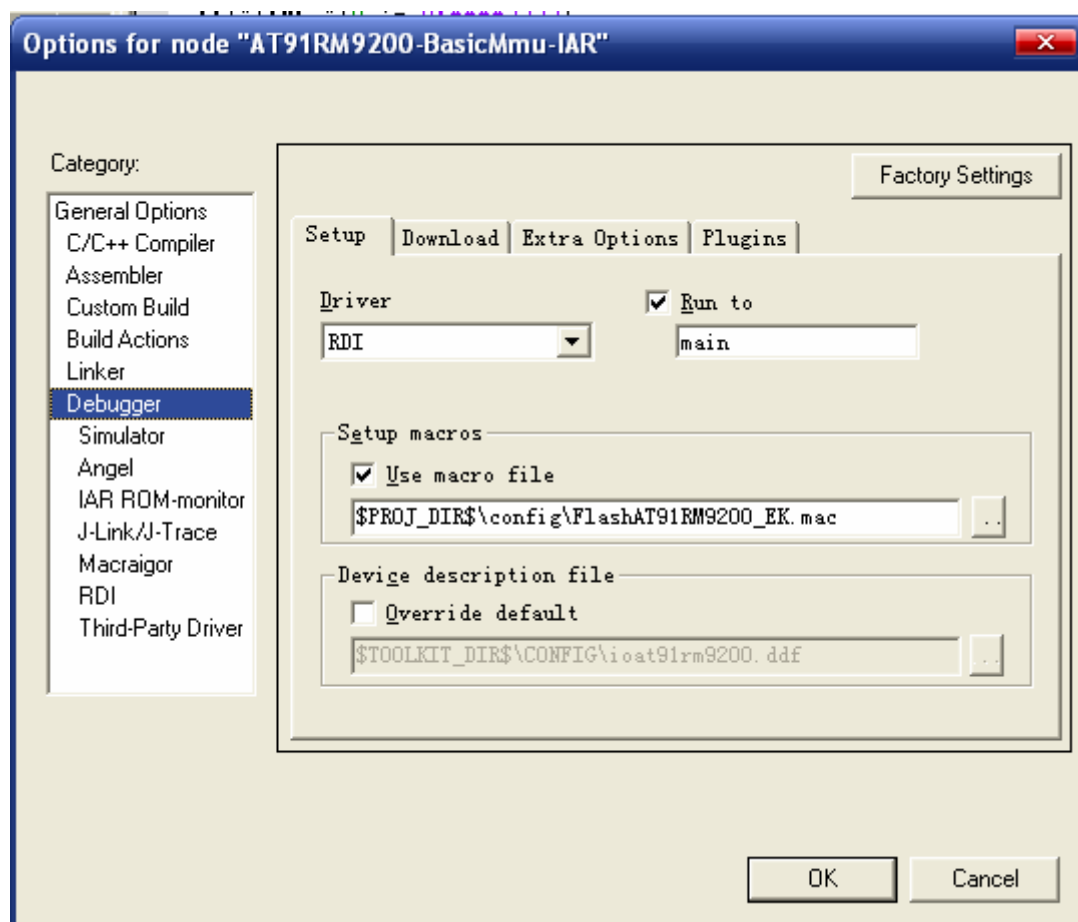 Options for node "AT91RM9200-BasicMmu-IAR"
Category:
General Options
C/C++ Compiler
Assembler
Custom Build
Build Actions
Linker
Debugger
Simulator
Angel
IAR ROM-monitor
J-Link/J-Trace
Macraigor
RDI
Third-Party Driver
Factory Settings
Setup Download Extra Options Plugins
Driver
RDI
Run to
main
Setup macros
Use macro file
$PROJ_DIR$\config\FlashAT91RM9200_EK.mac
..
Device description file
Override default
$TOOLKIT_DIR$\CONFIG\ioat91rm9200.ddf
...
OK Cancel